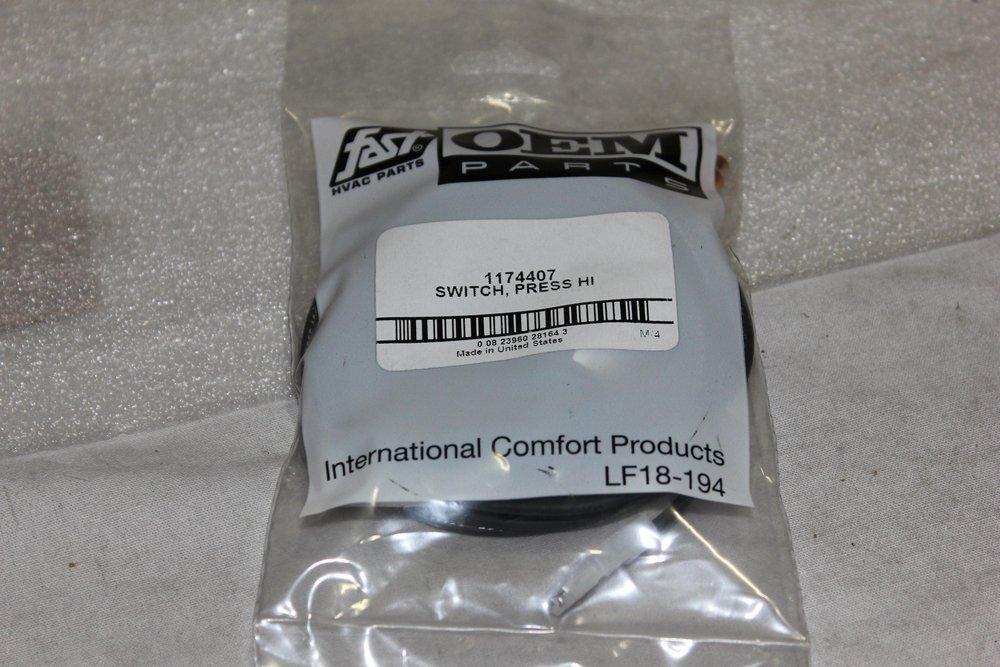 fast®
HVAC PARTS
OEM
PARTS
1174407
SWITCH, PRESS HI
0 08 23960 28164 3
Made in United States
M/4
International Comfort Products
LF18-194